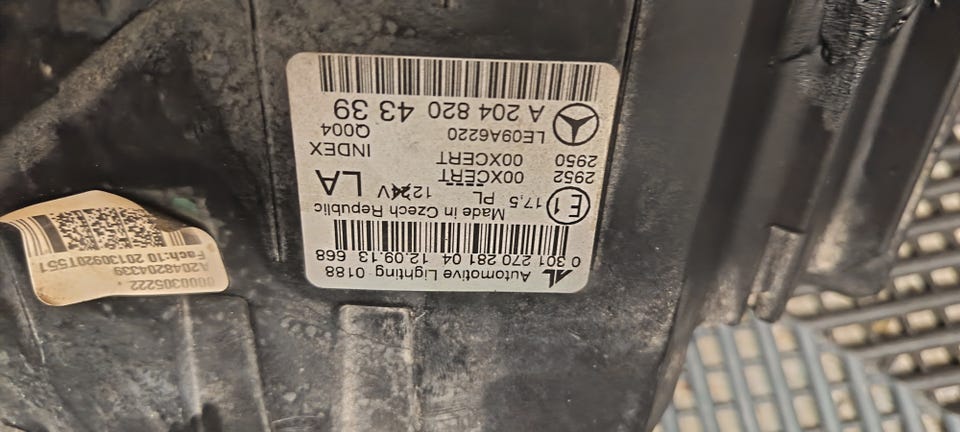 Automotive Lighting 0188
0 301 270 281 04 12.09.13 668
Made in Czech Republic
E1 17,5 PL 12 V LA
2952 00XCERT
2950 00XCERT INDEX
LE09A6220 Q004
A 204 820 43 39
0000305222
A2048204339
Fach:10 20130920T551